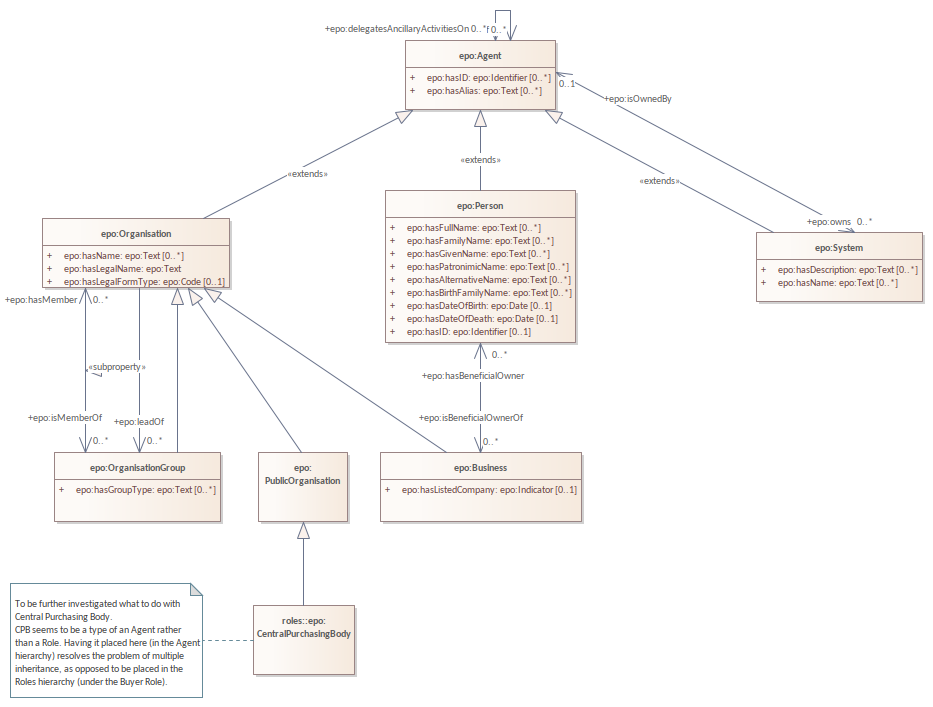 +epo:delegatesAncillaryActivitiesOn 0..* 0..*
epo:Agent
+ epo:hasID: epo:Identifier [0..*]
+ epo:hasAlias: epo:Text [0..*]
0..1
+epo:isOwnedBy
«extends»
«extends»
«extends»
+epo:owns 0..*
epo:Organisation
+ epo:hasName: epo:Text [0..*]
+ epo:hasLegalName: epo:Text
+ epo:hasLegalFormType: epo:Code [0..1]
epo:Person
+ epo:hasFullName: epo:Text [0..*]
+ epo:hasFamilyName: epo:Text [0..*]
+ epo:hasGivenName: epo:Text [0..*]
+ epo:hasPatronimicName: epo:Text [0..*]
+ epo:hasAlternativeName: epo:Text [0..*]
+ epo:hasBirthFamilyName: epo:Text [0..*]
+ epo:hasDateOfBirth: epo:Date [0..1]
+ epo:hasDateOfDeath: epo:Date [0..1]
+ epo:hasID: epo:Identifier [0..1]
epo:System
+ epo:hasDescription: epo:Text [0..*]
+ epo:hasName: epo:Text [0..*]
+epo:hasMember 0..*
«subproperty»
+epo:isMemberOf
+epo:leadOf
0..* 0..*
0..*
+epo:hasBeneficialOwner
+epo:isBeneficialOwnerOf
0..*
epo:OrganisationGroup
+ epo:hasGroupType: epo:Text [0..*]
epo:
PublicOrganisation
epo:Business
+ epo:hasListedCompany: epo:Indicator [0..1]
To be further investigated what to do with
Central Purchasing Body.
CPB seems to be a type of an Agent rather
than a Role. Having it placed here (in the Agent
hierarchy) resolves the problem of multiple
inheritance, as opposed to be placed in the
Roles hierarchy (under the Buyer Role).
roles::epo:
CentralPurchasingBody